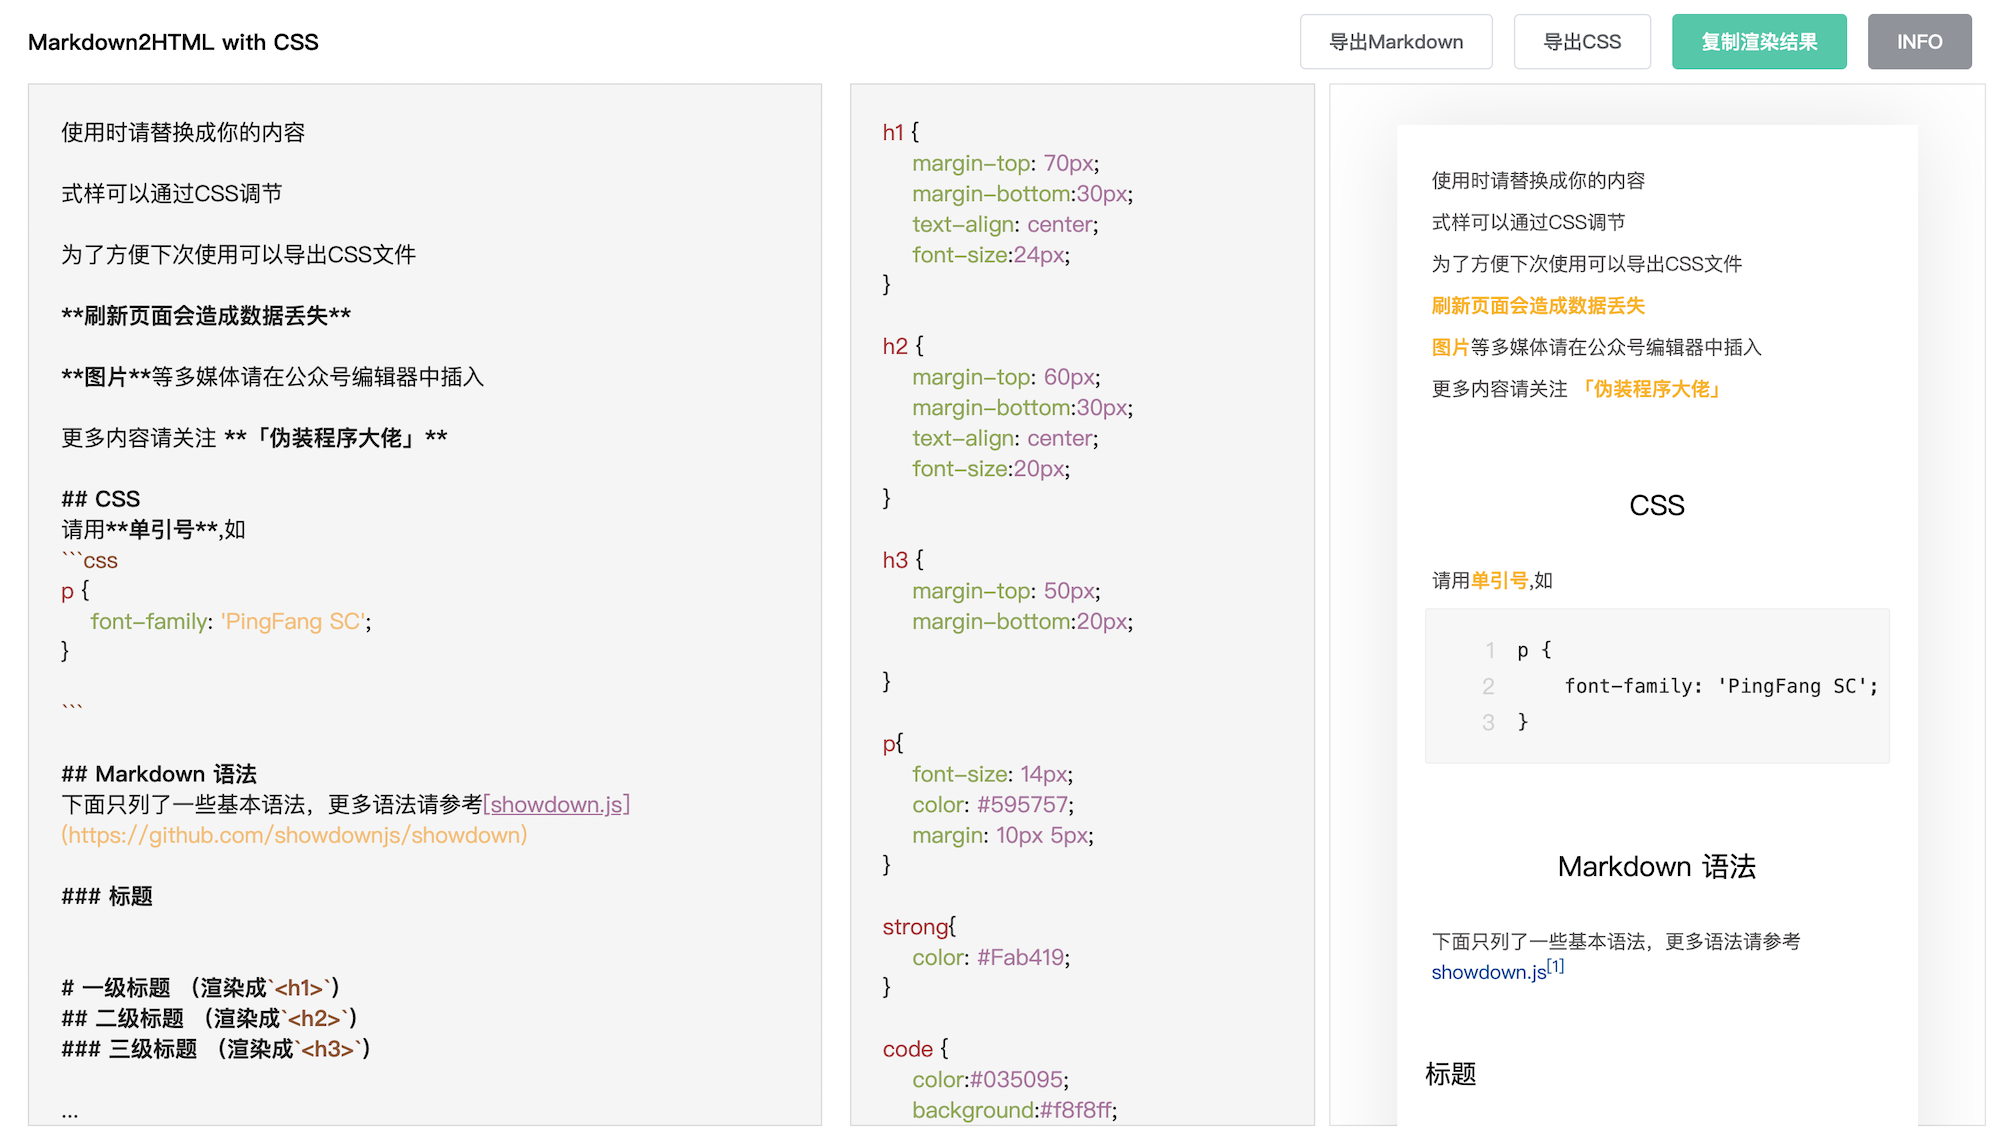 Markdown2HTML with CSS
导出Markdown
导出CSS
复制渲染结果
INFO
使用时请替换成你的内容
式样可以通过CSS调节
为了方便下次使用可以导出CSS文件
**刷新页面会造成数据丢失**
**图片**等多媒体请在公众号编辑器中插入
更多内容请关注 **「伪装程序大佬」**
## CSS
请用**单引号**,如
```css
p {
font-family: 'PingFang SC';
}
```
## Markdown 语法
下面只列了一些基本语法，更多语法请参考[showdown.js]
(https://github.com/showdownjs/showdown)
### 标题
# 一级标题 （渲染成`<h1>`）
## 二级标题 （渲染成`<h2>`）
### 三级标题 （渲染成`<h3>`）
...
h1 {
margin-top: 70px;
margin-bottom:30px;
text-align: center;
font-size:24px;
}
h2 {
margin-top: 60px;
margin-bottom:30px;
text-align: center;
font-size:20px;
}
h3 {
margin-top: 50px;
margin-bottom:20px;
}
p{
font-size: 14px;
color: #595757;
margin: 10px 5px;
}
strong{
color: #Fab419;
}
code {
color:#035095;
background:#f8f8ff;
使用时请替换成你的内容
式样可以通过CSS调节
为了方便下次使用可以导出CSS文件
刷新页面会造成数据丢失
图片等多媒体请在公众号编辑器中插入
更多内容请关注 「伪装程序大佬」
CSS
请用单引号,如
1 p {
2 font-family: 'PingFang SC';
3 }
Markdown 语法
下面只列了一些基本语法，更多语法请参考
showdown.js[1]
标题